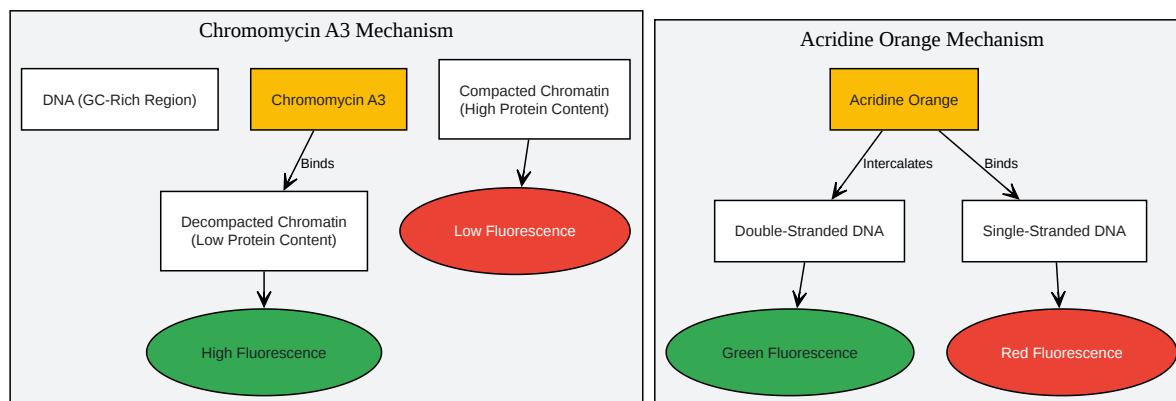 Chromomycin A3 Mechanism
DNA (GC-Rich Region)
Chromomycin A3
Compacted Chromatin
(High Protein Content)
Binds
Decompacted Chromatin
(Low Protein Content)
Low Fluorescence
High Fluorescence
Acridine Orange Mechanism
Acridine Orange
Intercalates
Binds
Double-Stranded DNA
Single-Stranded DNA
Green Fluorescence
Red Fluorescence